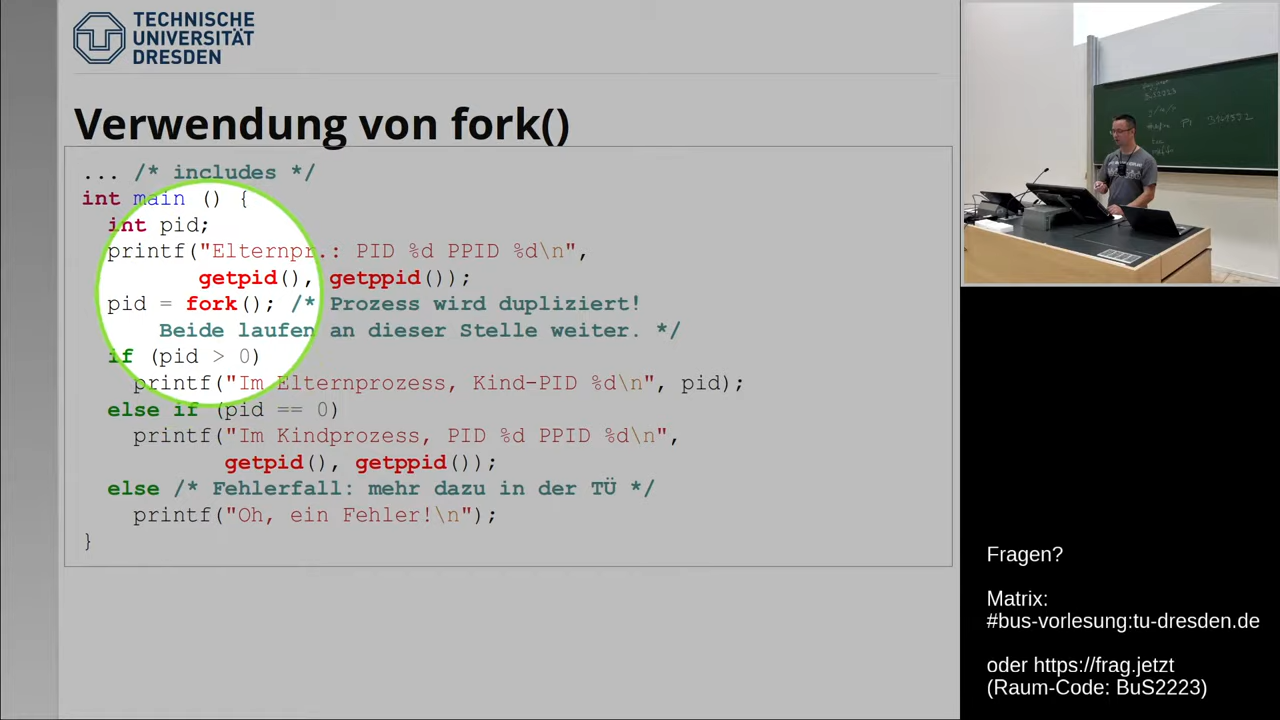 TECHNISCHE
UNIVERSITÄT
DRESDEN
Verwendung von fork()
... /* includes */
int main () {
int pid;
printf("Elternpr.: PID %d PPID %d\n",
getpid(), getppid());
pid = fork(); /* Prozess wird dupliziert!
Beide laufen an dieser Stelle weiter. */
if (pid > 0)
printf("Im Elternprozess, Kind-PID %d\n", pid);
else if (pid == 0)
printf("Im Kindprozess, PID %d PPID %d\n",
getpid(), getppid());
else /* Fehlerfall: mehr dazu in der TÜ */
printf("Oh, ein Fehler!\n");
}
Fragen?
Matrix:
#bus-vorlesung:tu-dresden.de
oder https://frag.jetzt
(Raum-Code: BuS2223)